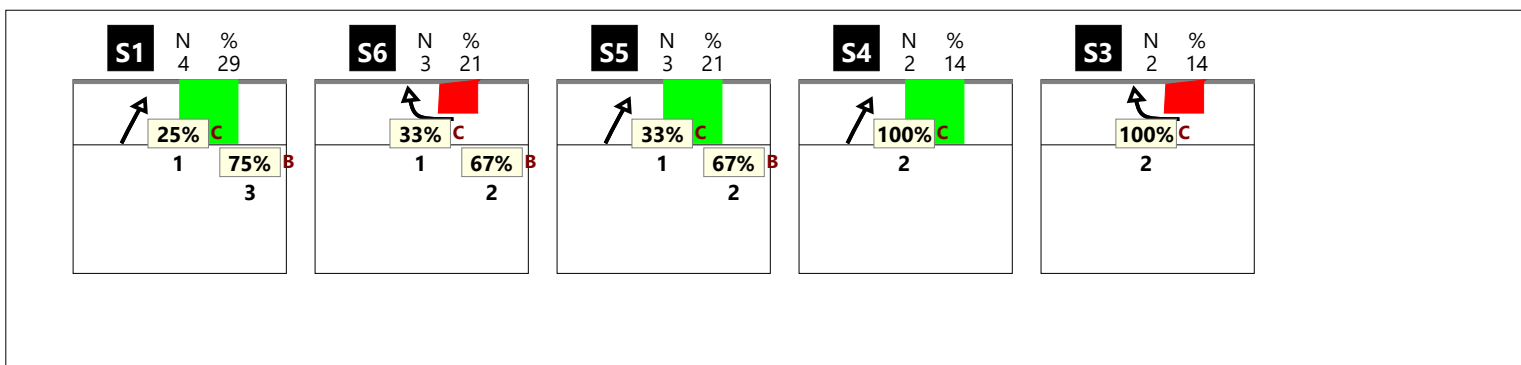 S1 N % S6 N % S5 N % S4 N % S3 N %
4 29 3 21 3 21 2 14 2 14
25% C 33% C 33% C 100% C 100% C
1 75% B 1 67% B 1 67% B 2 2
3 2 2